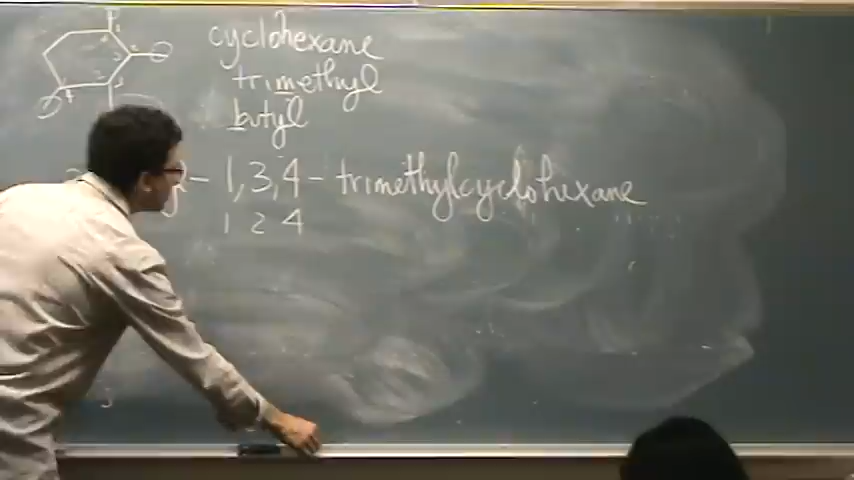 cyclohexane
trimethyl
butyl
- 1,3,4 - trimethylcyclohexane
1 2 4